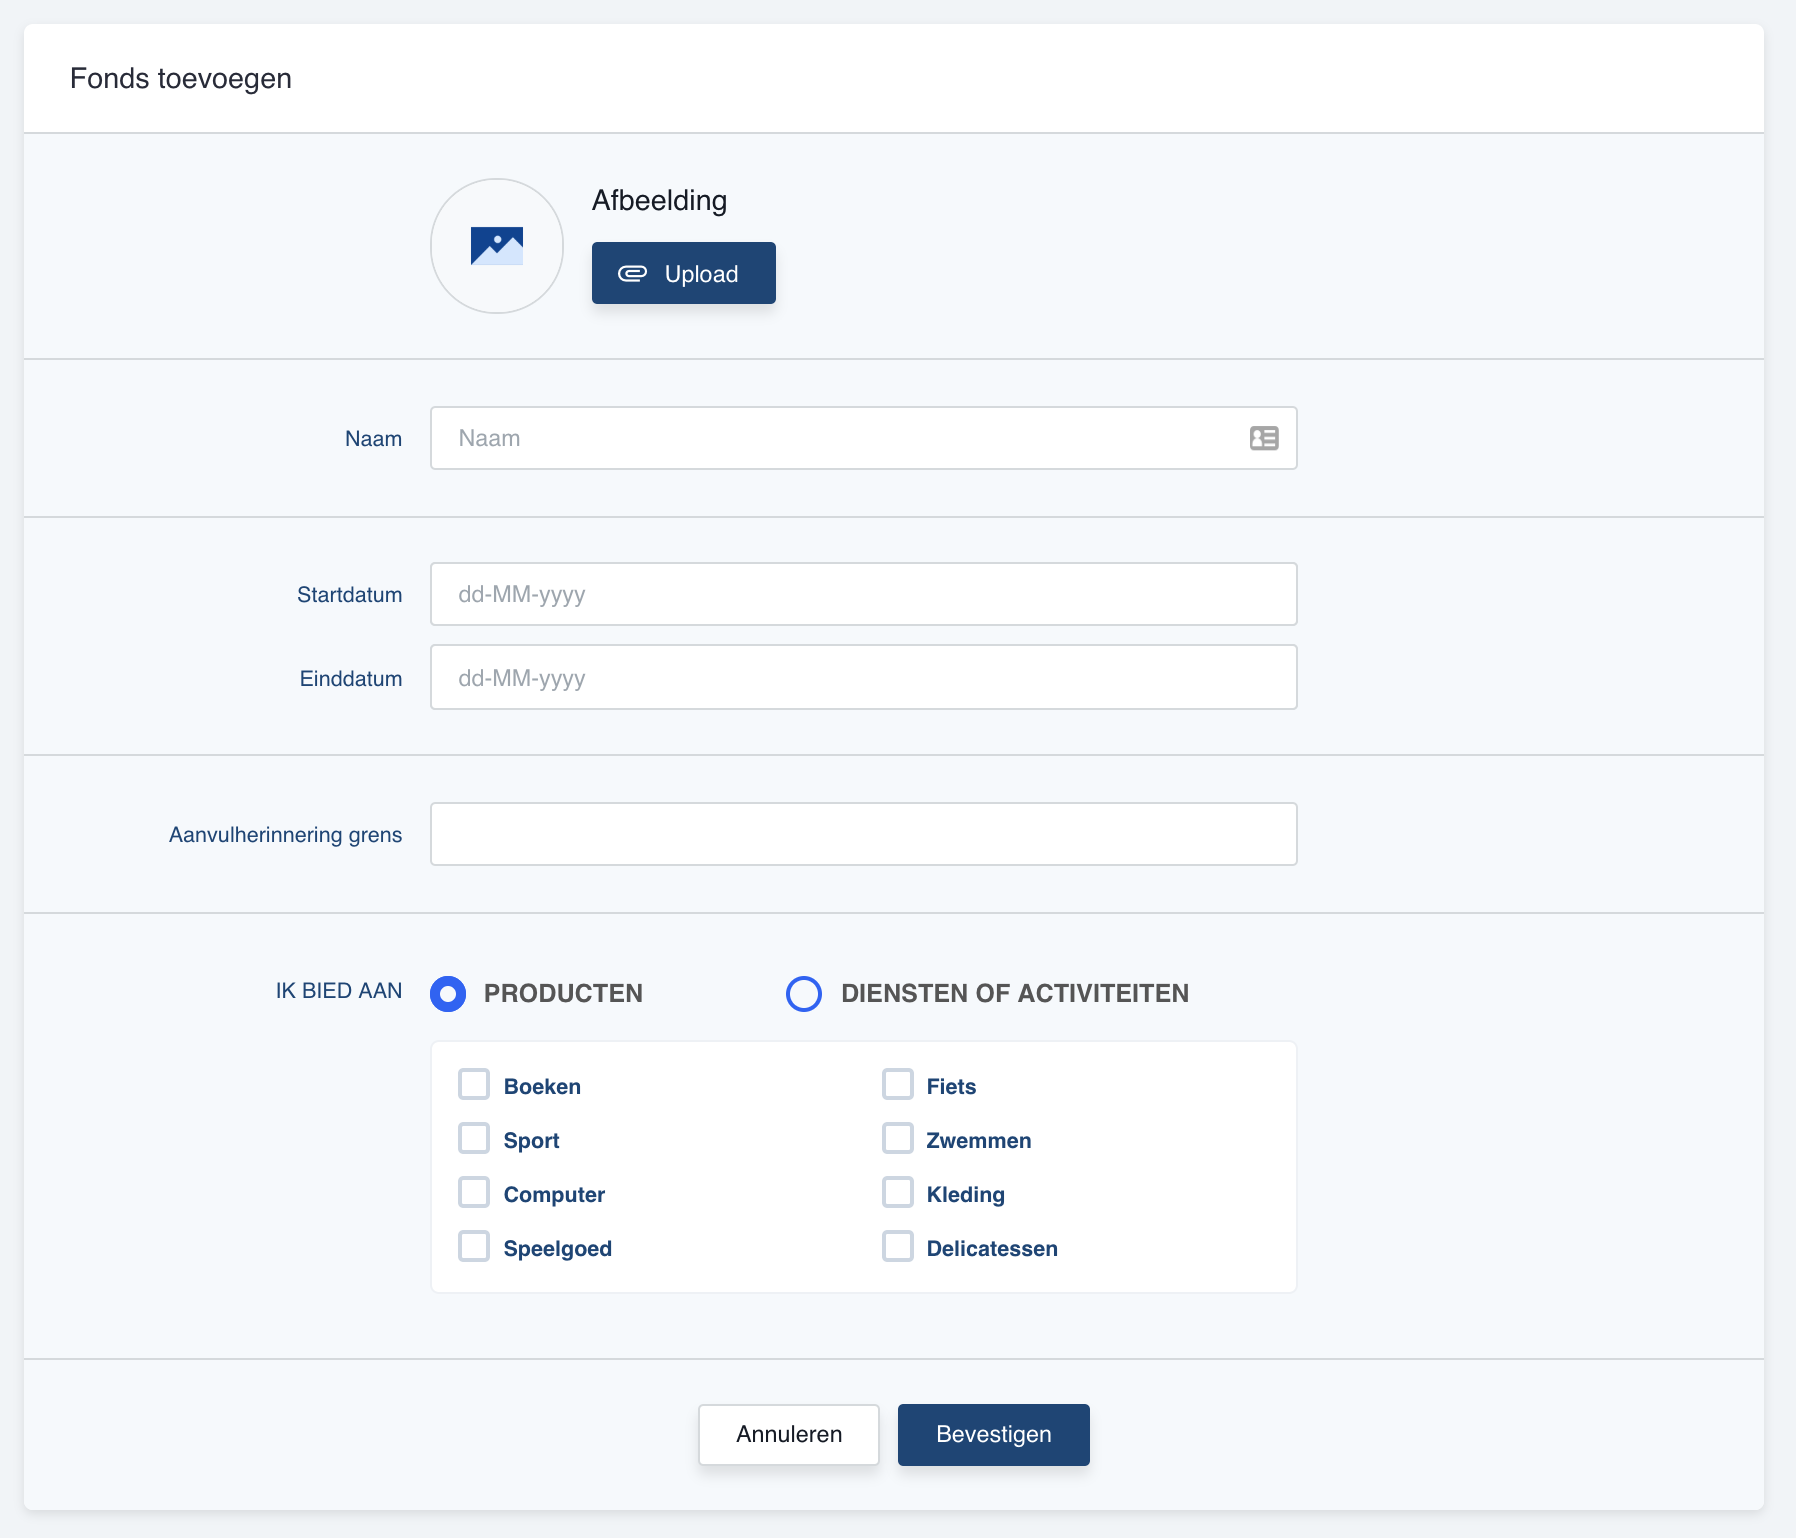 Fonds toevoegen
Afbeelding
Upload
Naam Naam
Startdatum dd-MM-yyyy
Einddatum dd-MM-yyyy
Aanvulherinnering grens
IK BIED AAN PRODUCTEN DIENSTEN OF ACTIVITEITEN
Boeken Fiets
Sport Zwemmen
Computer Kleding
Speelgoed Delicatessen
Annuleren Bevestigen